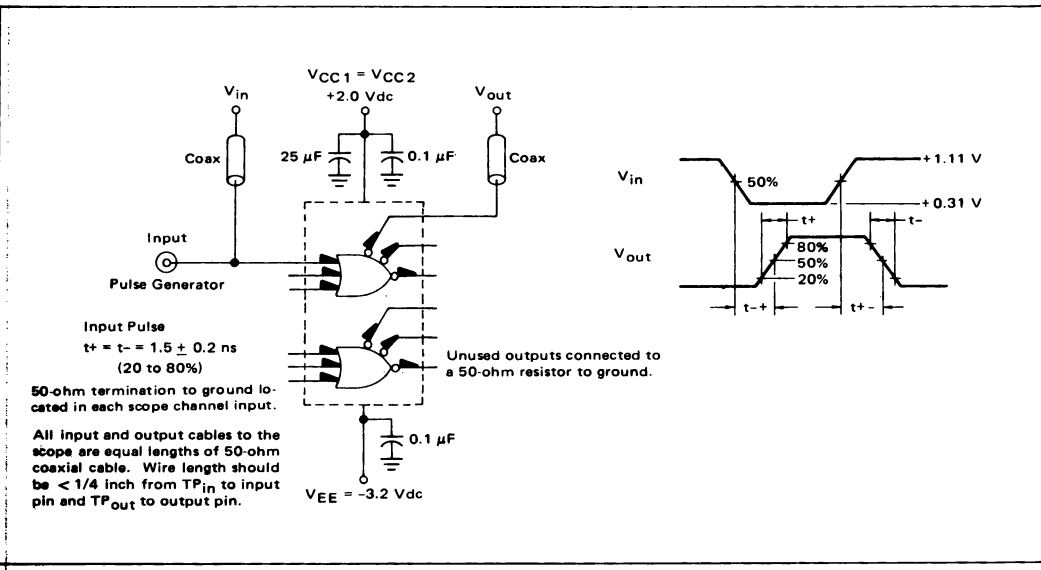 VCC1 = VCC2
+2.0 Vdc
Vin
Vout
Coax
25 μF
0.1 μF
Coax
Input
Pulse Generator
Input Pulse
t+ = t– = 1.5 ± 0.2 ns
(20 to 80%)
50-ohm termination to ground lo-
cated in each scope channel input.
All input and output cables to the
scope are equal lengths of 50-ohm
coaxial cable. Wire length should
be < 1/4 inch from TPin to input
pin and TPout to output pin.
Unused outputs connected to
a 50-ohm resistor to ground.
0.1 μF
VEE = –3.2 Vdc
Vin
50%
+1.11 V
+0.31 V
t+
t–
Vout
80%
50%
20%
t–+
t+–